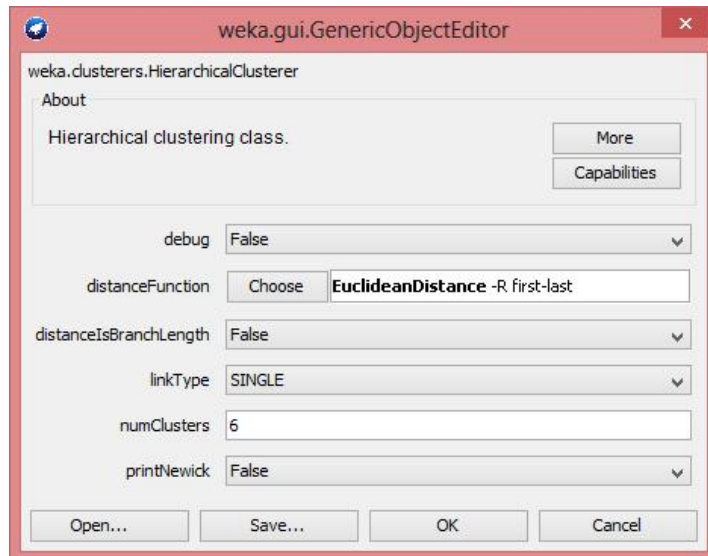 weka.gui.GenericObjectEditor
weka.clusterers.HierarchicalClusterer
About
Hierarchical clustering class.
More
Capabilities
debug False
distanceFunction Choose EuclideanDistance -R first-last
distanceIsBranchLength False
linkType SINGLE
numClusters 6
printNewick False
Open... Save... OK Cancel